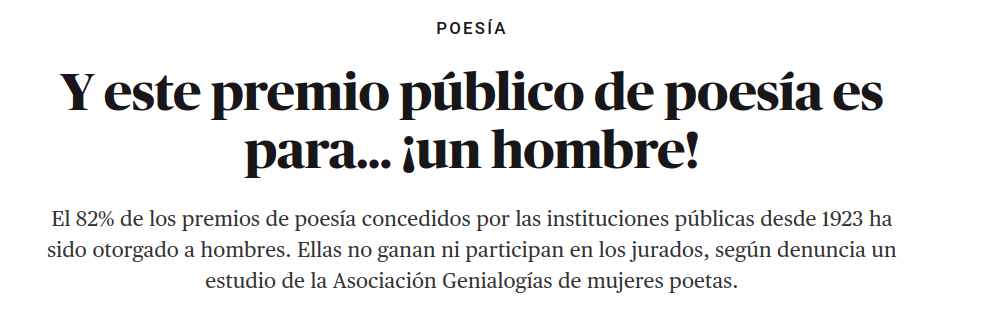 POESÍA
Y este premio público de poesía es
para... ¡un hombre!
El 82% de los premios de poesía concedidos por las instituciones públicas desde 1923 ha
sido otorgado a hombres. Ellas no ganan ni participan en los jurados, según denuncia un
estudio de la Asociación Genialogías de mujeres poetas.